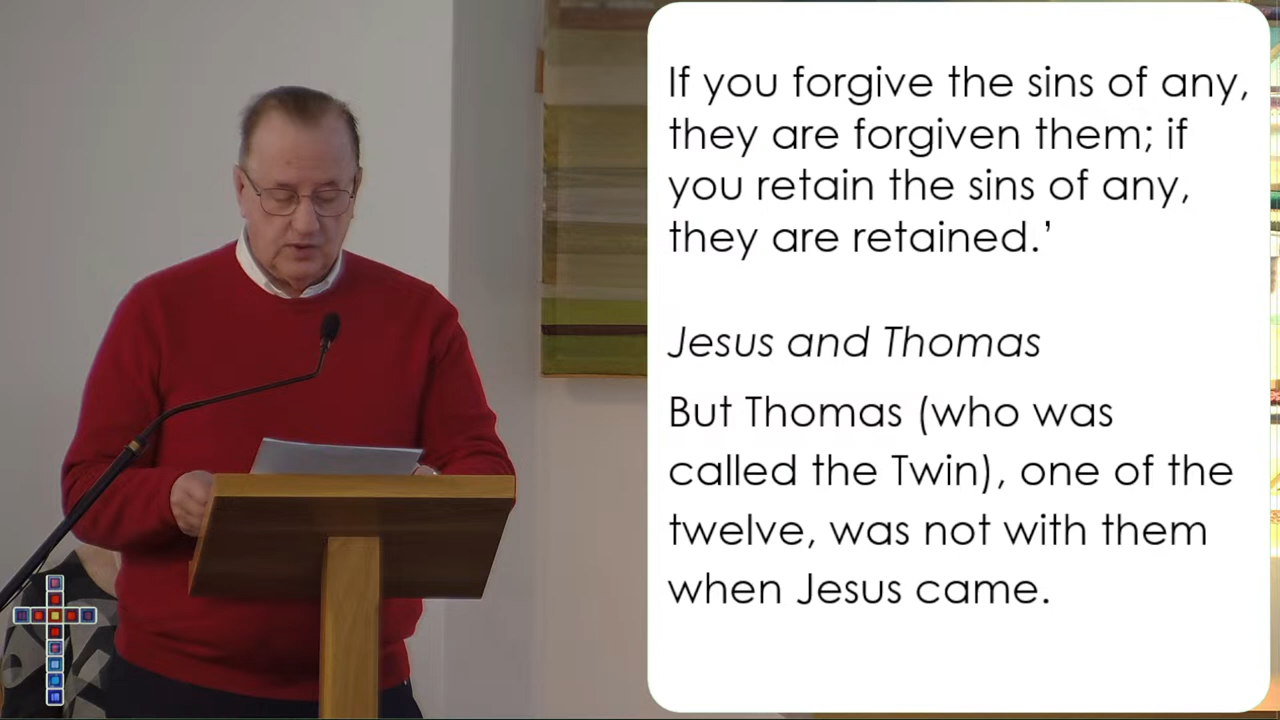 If you forgive the sins of any,
they are forgiven them; if
you retain the sins of any,
they are retained.’
Jesus and Thomas
But Thomas (who was
called the Twin), one of the
twelve, was not with them
when Jesus came.